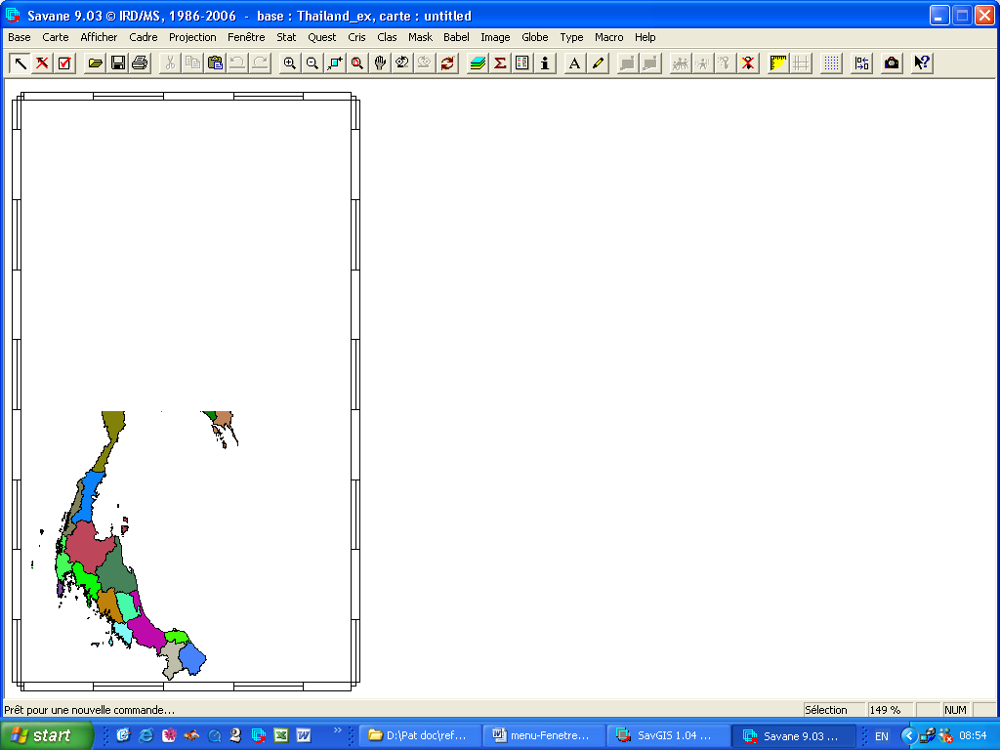 Savane 9.03 © IRD/MS, 1986-2006 - base : Thailand_ex, carte : untitled
Base Carte Afficher Cadre Projection Fenêtre Stat Quest Cris Clas Mask Babel Image Globe Type Macro Help
Prêt pour une nouvelle commande... Sélection 149 % NUM
start D:\Pat doc\ref... menu-Fenetre... SavGIS 1.04 ... Savane 9.03 ... EN 08:54